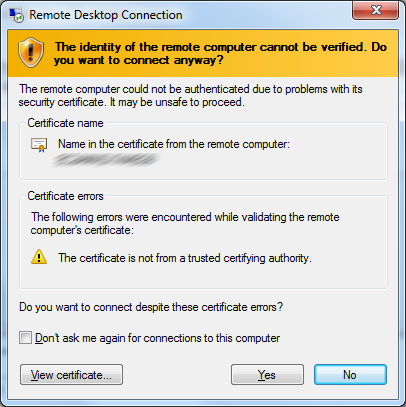 Remote Desktop Connection
The identity of the remote computer cannot be verified. Do
you want to connect anyway?
The remote computer could not be authenticated due to problems with its
security certificate. It may be unsafe to proceed.
Certificate name
Name in the certificate from the remote computer:
Certificate errors
The following errors were encountered while validating the remote
computer's certificate:
The certificate is not from a trusted certifying authority.
Do you want to connect despite these certificate errors?
Don't ask me again for connections to this computer
View certificate...
Yes
No